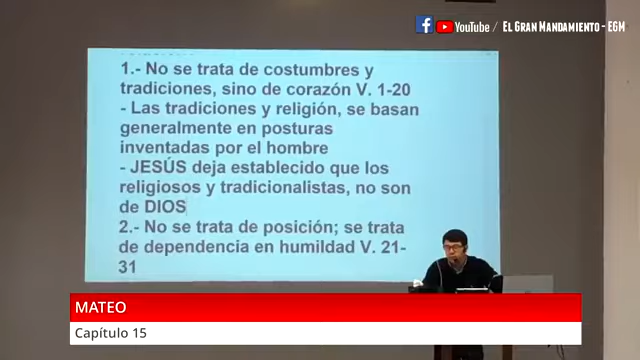 YouTube / El Gran Mandamiento - EGM
1.- No se trata de costumbres y
tradiciones, sino de corazón V. 1-20
- Las tradiciones y religión, se basan
generalmente en posturas
inventadas por el hombre
- JESÚS deja establecido que los
religiosos y tradicionalistas, no son
de DIOS
2.- No se trata de posición; se trata
de dependencia en humildad V. 21-
31
MATEO
Capítulo 15